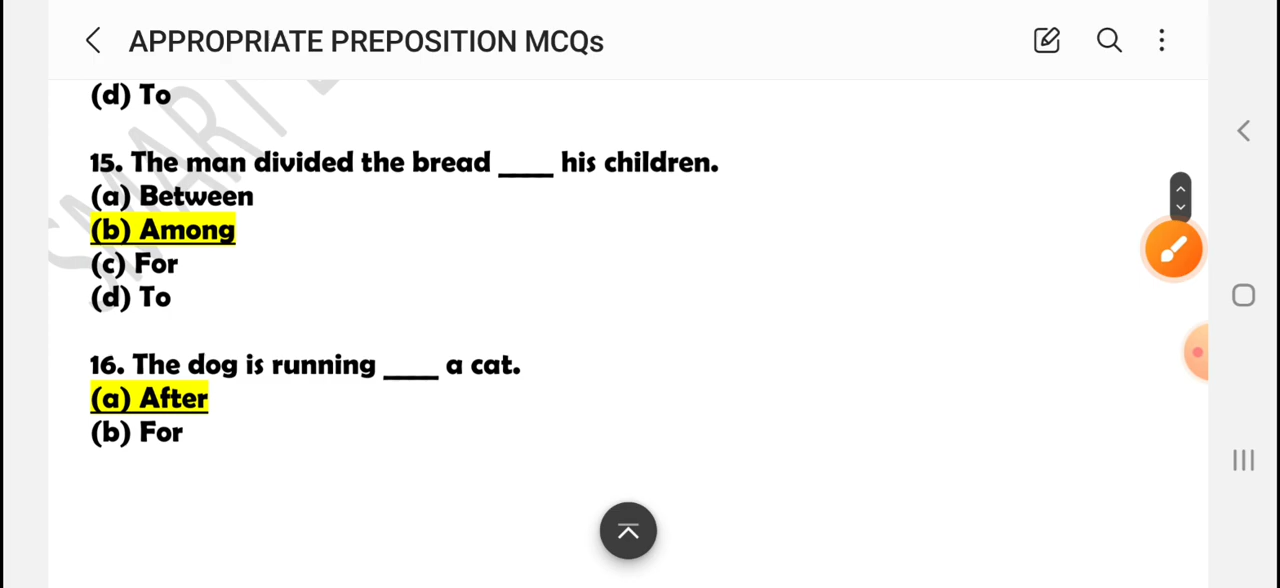 APPROPRIATE PREPOSITION MCQs
(d) To
15. The man divided the bread ____ his children.
(a) Between
(b) Among
(c) For
(d) To
16. The dog is running ____ a cat.
(a) After
(b) For
SMART